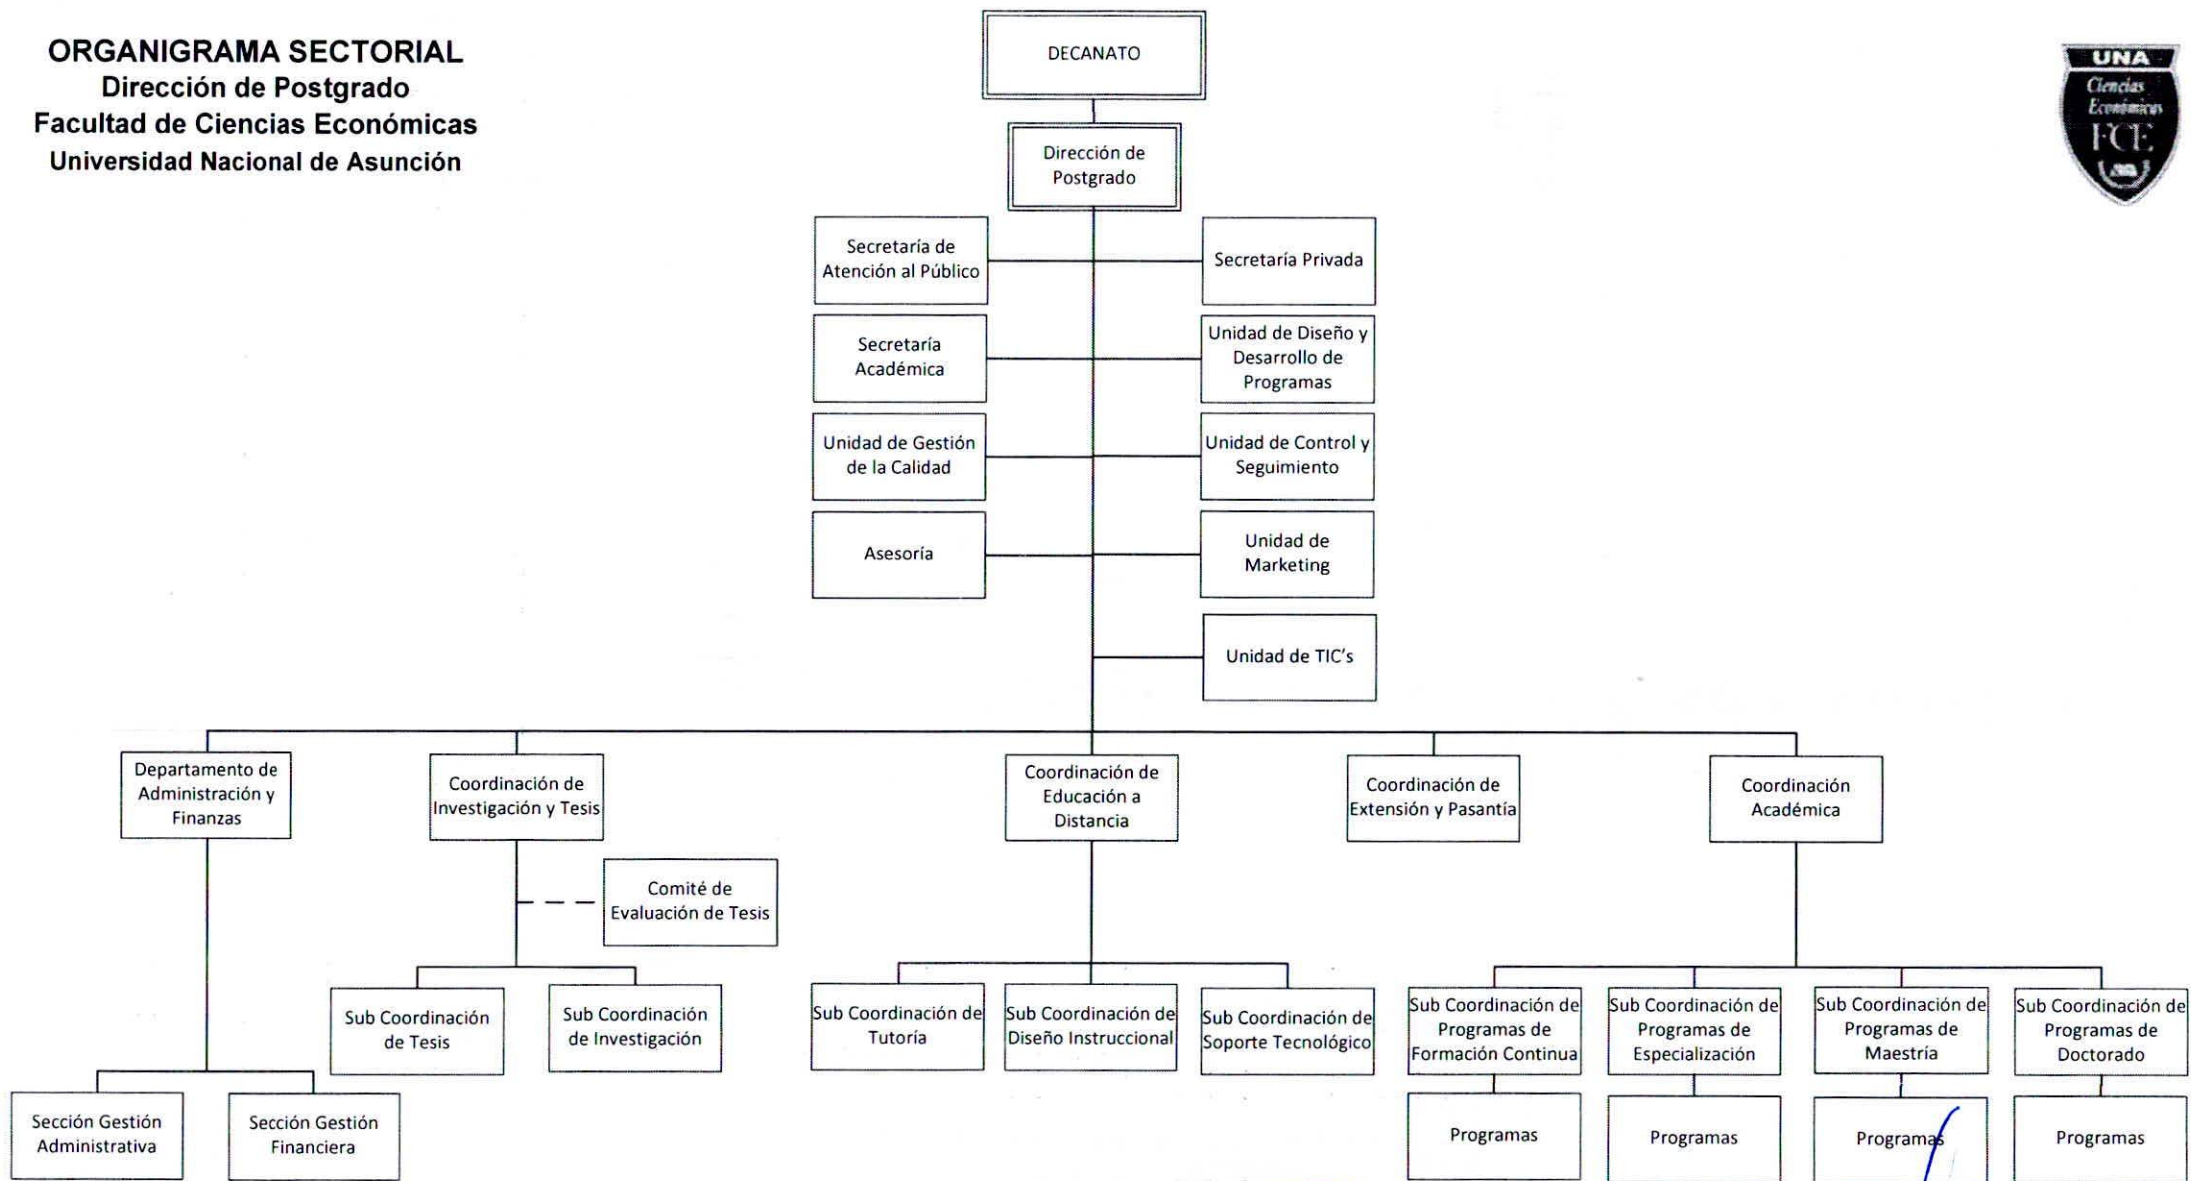 ORGANIGRAMA SECTORIAL
Dirección de Postgrado
Facultad de Ciencias Económicas
Universidad Nacional de Asunción
UNA
Ciencias
Económicas
FCE
DECANATO
Dirección de
Postgrado
Secretaría de
Atención al Público
Secretaría Privada
Secretaría
Académica
Unidad de Diseño y
Desarrollo de
Programas
Unidad de Gestión
de la Calidad
Unidad de Control y
Seguimiento
Asesoría
Unidad de
Marketing
Unidad de TIC's
Departamento de
Administración y
Finanzas
Coordinación de
Investigación y Tesis
Coordinación de
Educación a
Distancia
Coordinación de
Extensión y Pasantía
Coordinación
Académica
Comité de
Evaluación de Tesis
Sub Coordinación
de Tesis
Sub Coordinación
de Investigación
Sub Coordinación de
Tutoría
Sub Coordinación de
Diseño Instruccional
Sub Coordinación de
Soporte Tecnológico
Sub Coordinación de
Programas de
Formación Continua
Sub Coordinación de
Programas de
Especialización
Sub Coordinación de
Programas de
Maestría
Sub Coordinación de
Programas de
Doctorado
Sección Gestión
Administrativa
Sección Gestión
Financiera
Programas
Programas
Programas
Programas